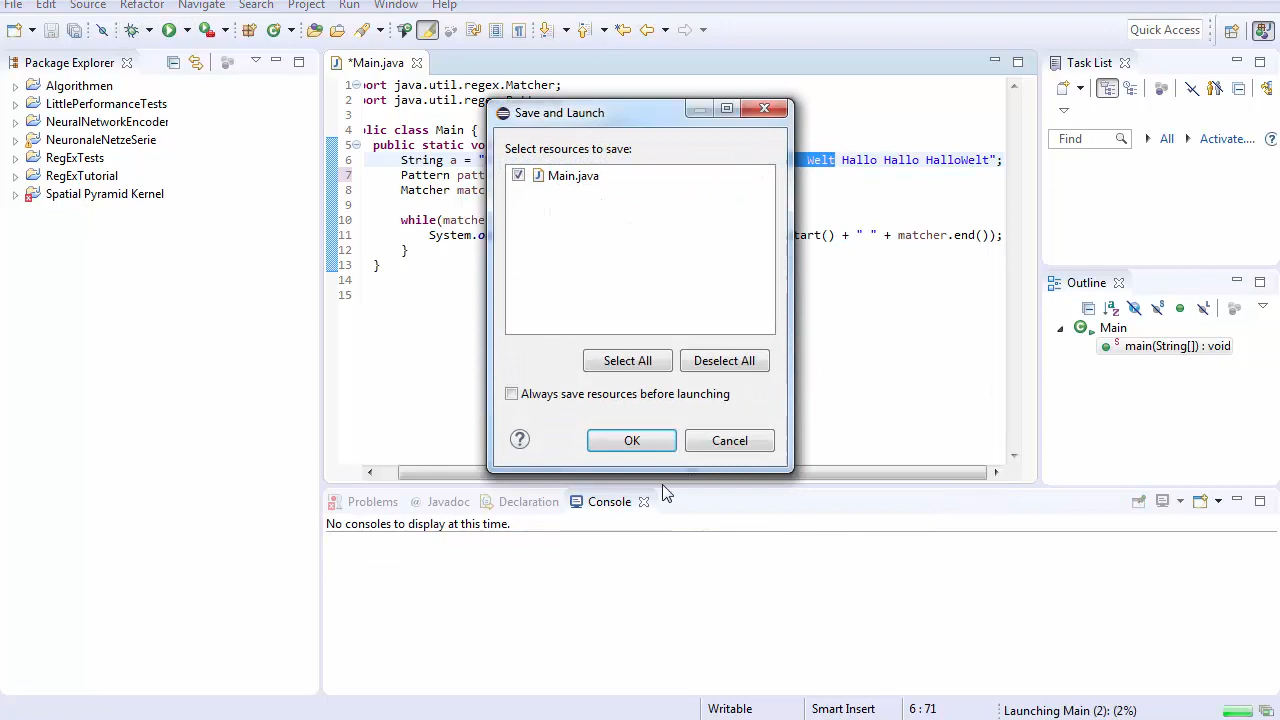 File Edit Source Refactor Navigate Search Project Run Window Help
Quick Access
Package Explorer
Algorithmen
LittlePerformanceTests
NeuralNetworkEncoder
NeuronaleNetzeSerie
RegExTests
RegExTutorial
Spatial Pyramid Kernel
*Main.java
1 port java.util.regex.Matcher;
2 port java.util.reg
3
4 blic class Main {
5 public static vo
6 String a = " Welt Hallo Hallo HalloWelt";
7 Pattern patt
8 Matcher matc
9
10 while(matche
11 System.o tart() + " " + matcher.end());
12 }
13 }
14
15
Save and Launch
Select resources to save:
Main.java
Select All Deselect All
Always save resources before launching
OK Cancel
Task List
Find All Activate...
Outline
Main
main(String[]) : void
Problems Javadoc Declaration Console
No consoles to display at this time.
Writable Smart Insert 6 : 71 Launching Main (2): (2%)